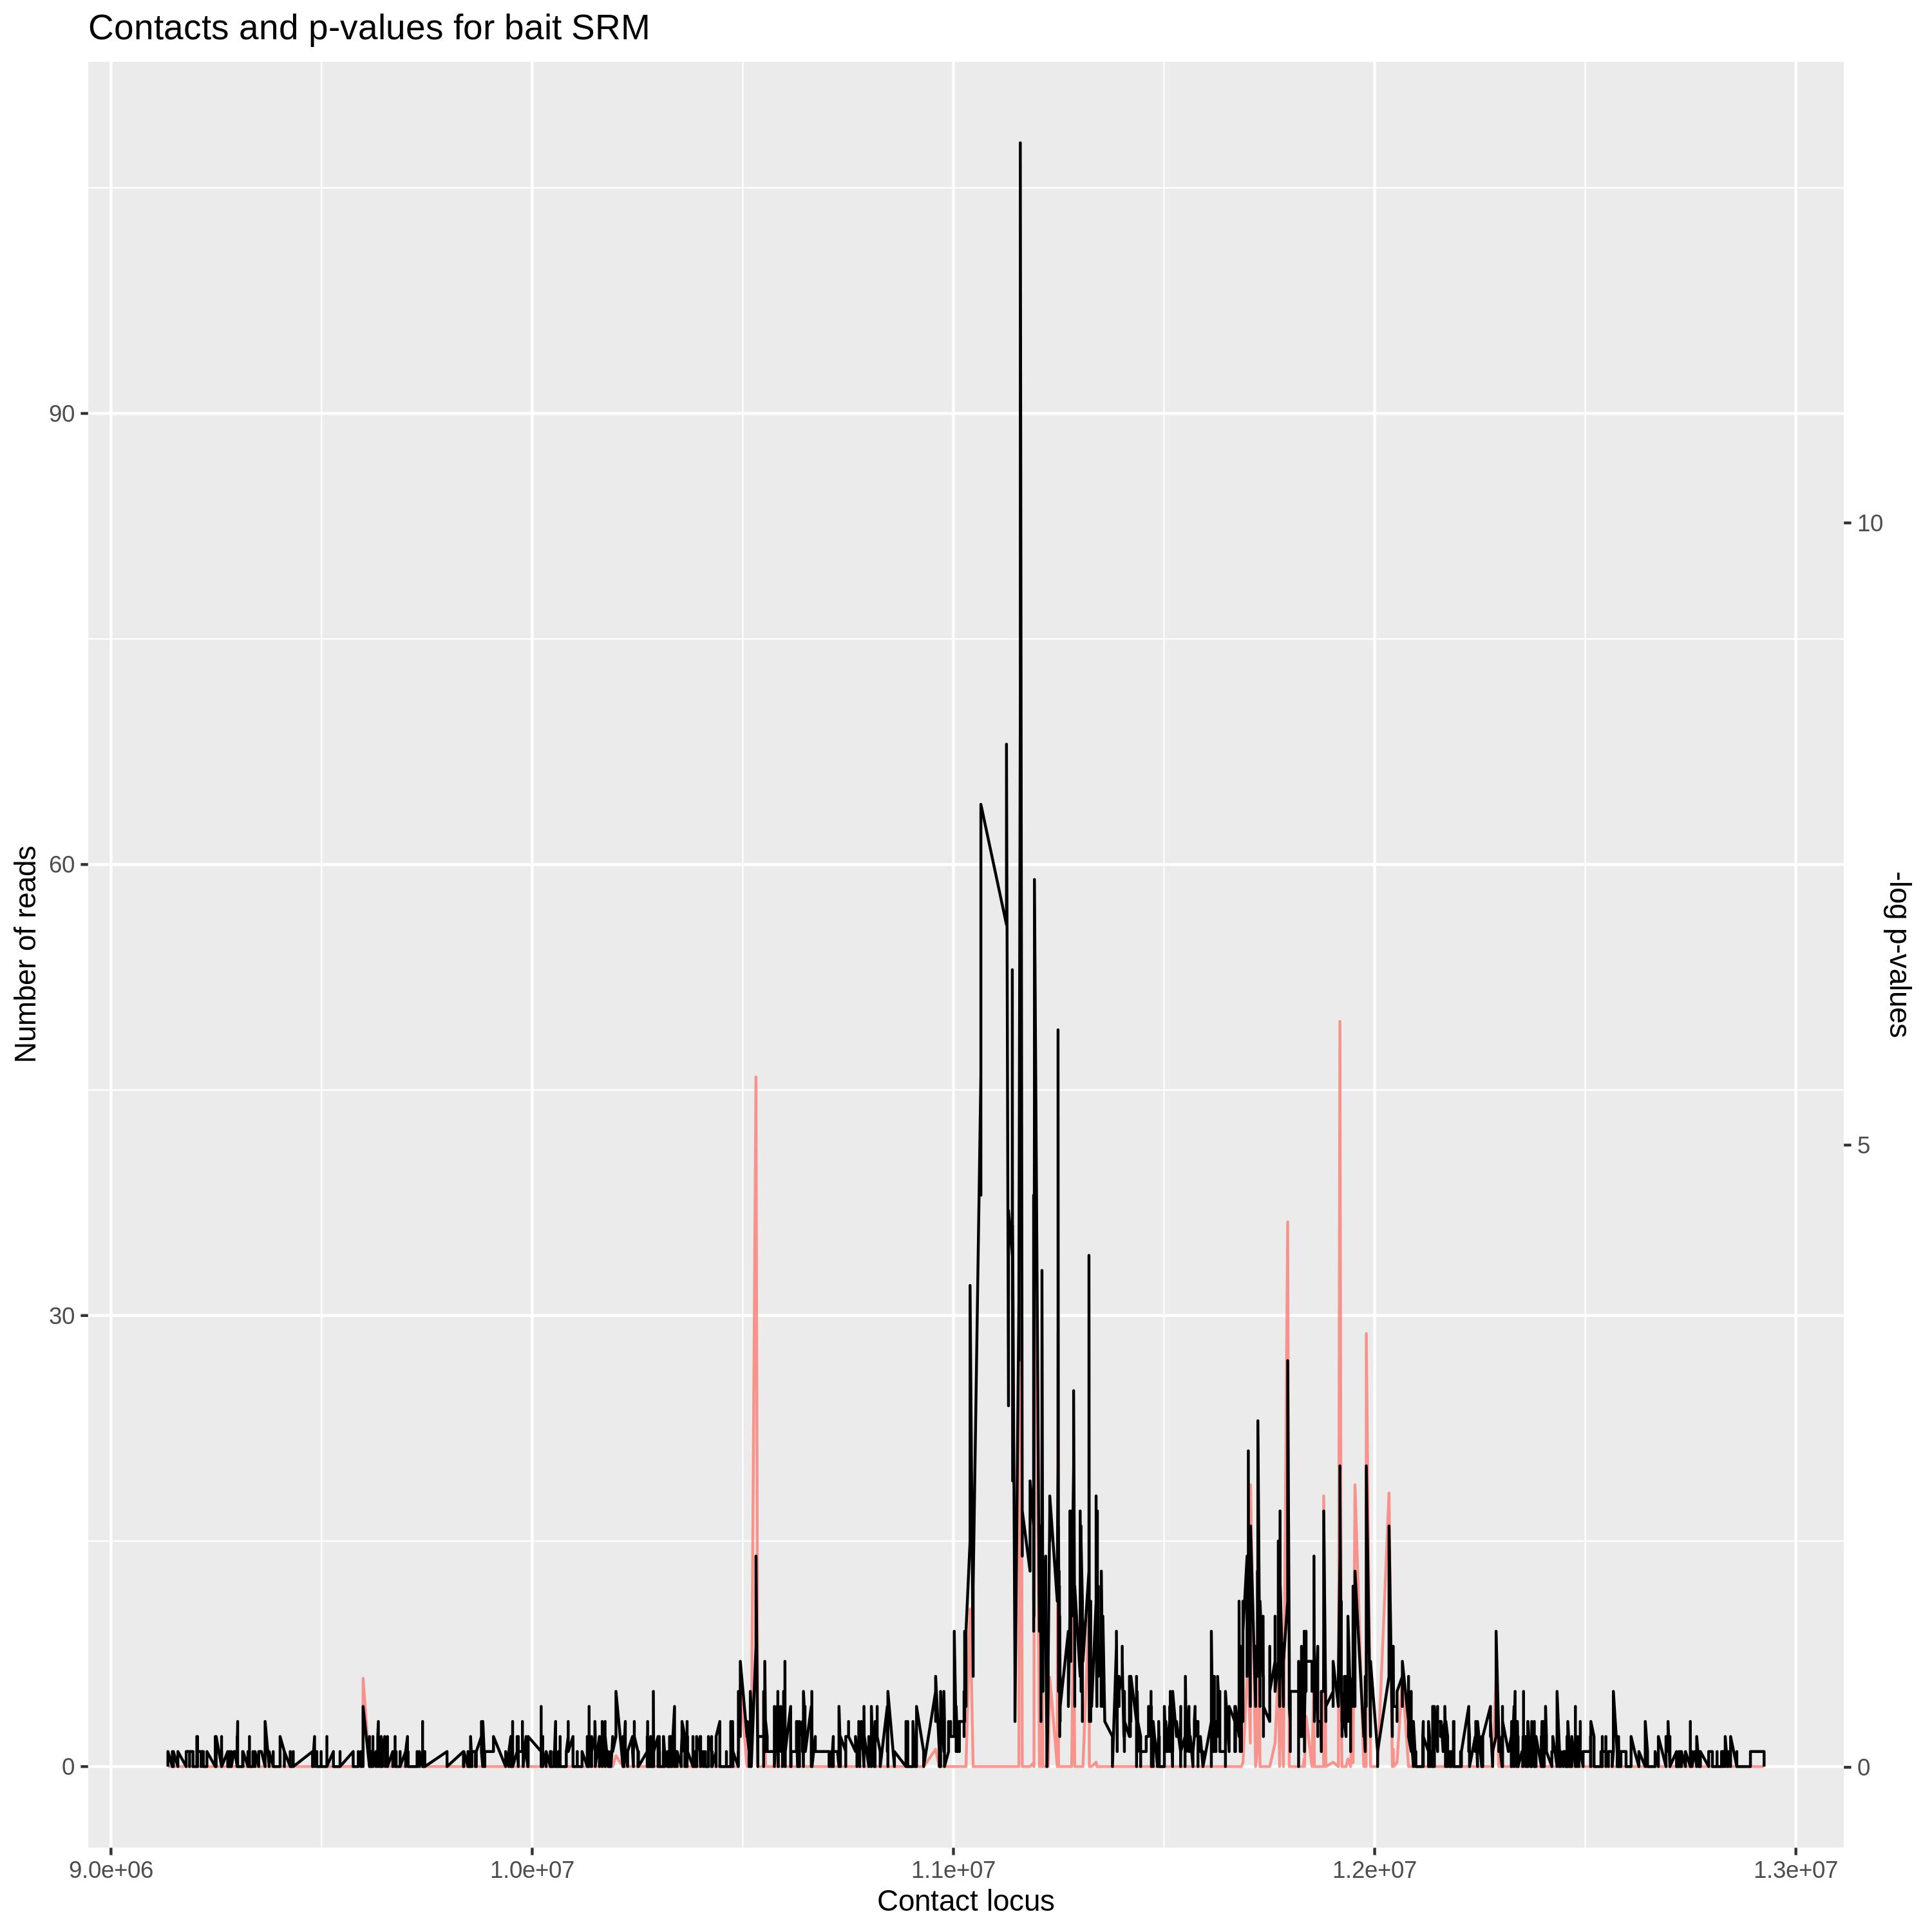 Contacts and p-values for bait SRM
90
60
30
0
Number of reads
10
5
0
-log p-values
9.0e+06 1.0e+07 1.1e+07 1.2e+07 1.3e+07
Contact locus